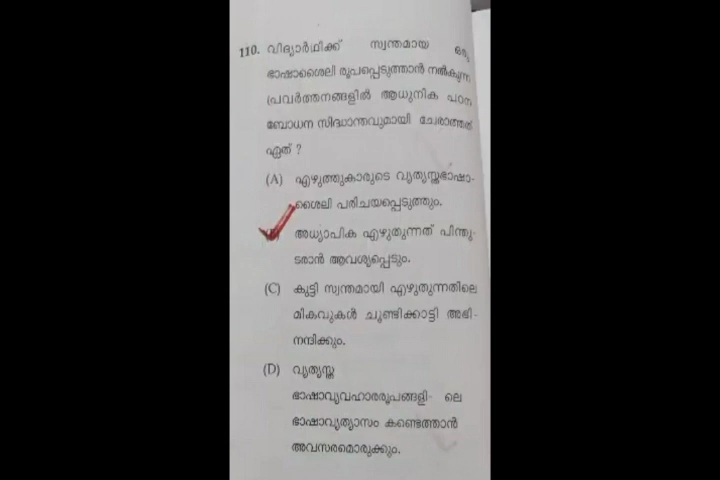 110. വിദ്യാർഥിക്ക് സ്വന്തമായ ഒരു
ഭാഷാശൈലി രൂപപ്പെടുത്താൻ നൽകുന്ന
പ്രവർത്തനങ്ങളിൽ ആധുനിക പഠന
ബോധന സിദ്ധാന്തവുമായി ചേരാത്തത്
ഏത് ?
(A) എഴുത്തുകാരുടെ വ്യത്യസ്തഭാഷാ-
ശൈലി പരിചയപ്പെടുത്തും.
(B) അധ്യാപിക എഴുതുന്നത് പിന്തു-
ടരാൻ ആവശ്യപ്പെടും.
(C) കുട്ടി സ്വന്തമായി എഴുതുന്നതിലെ
മികവുകൾ ചൂണ്ടിക്കാട്ടി അഭി-
നന്ദിക്കും.
(D) വ്യത്യസ്ത
ഭാഷാവ്യവഹാരരൂപങ്ങളി- ലെ
ഭാഷാവ്യത്യാസം കണ്ടെത്താൻ
അവസരമൊരുക്കും.